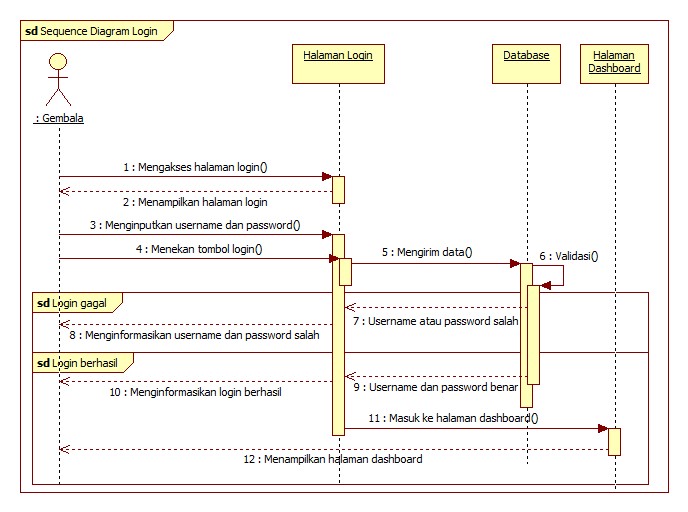 sd Sequence Diagram Login
Halaman Login
Database
Halaman
Dashboard
: Gembala
1 : Mengakses halaman login()
2 : Menampilkan halaman login
3 : Menginputkan username dan password()
4 : Menekan tombol login()
5 : Mengirim data()
6 : Validasi()
sd Login gagal
7 : Username atau password salah
8 : Menginformasikan username dan password salah
sd Login berhasil
9 : Username dan password benar
10 : Menginformasikan login berhasil
11 : Masuk ke halaman dashboard()
12 : Menampilkan halaman dashboard